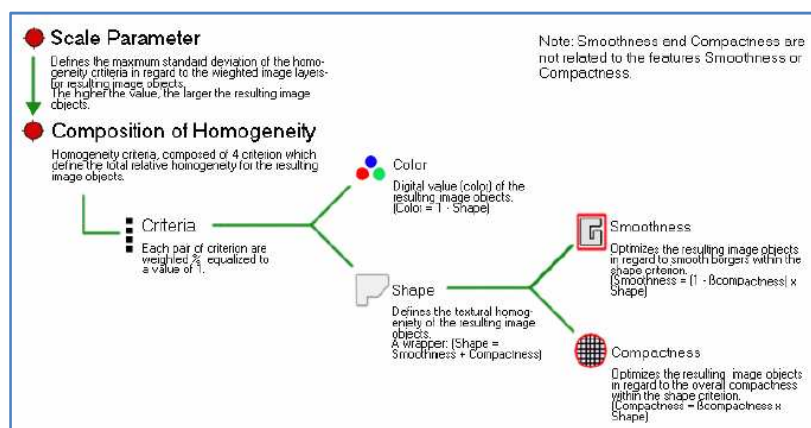 Scale Parameter
Defines the maxmum standard deviation of the homo-
geneity criteria in regard to the weighted image layers-
for resulting image objects.
The higher the value, the larger the resulting image
objects.
Note: Smoothness and Compactness are
not related to the features Smoothness or
Compactness.
Composition of Homogeneity
Homogeneity criteria, composed of 4 criterion which
define the total relative homogeneity for the resulting
image objects.
Color
Digital value (color) of the
resulting image objects.
(Color = 1 - Shape)
Criteria
Each pair of criterion are
weighted % equalized to
a value of 1.
Shape
Defines the textural homog-
eniety of the resulting image
objects.
A wrapper: (Shape =
Smoothness + Compactness)
Smoothness
Optimizes the resulting image objects
in regard to smooth borgers within the
shape criterion.
(Smoothness = (1 - ßcompactness) x
Shape)
Compactness
Optimizes the resulting image objects
in regard to the overall compactness
within the shape criterion.
(Compactness = ßcompactness x
Shape)